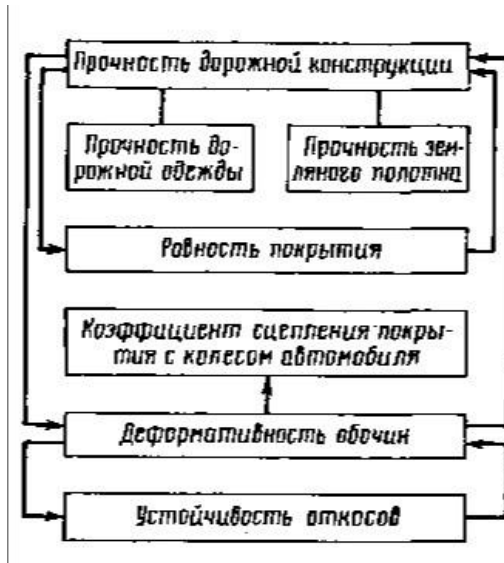 Прочность дорожной конструкции
Прочность до-
рожной одежды
Прочность зем-
ляного полотна
Ровность покрытия
Коэффициент сцепления покры-
тия с колесом автомобиля
Деформативность обочин
Устойчивость откосов